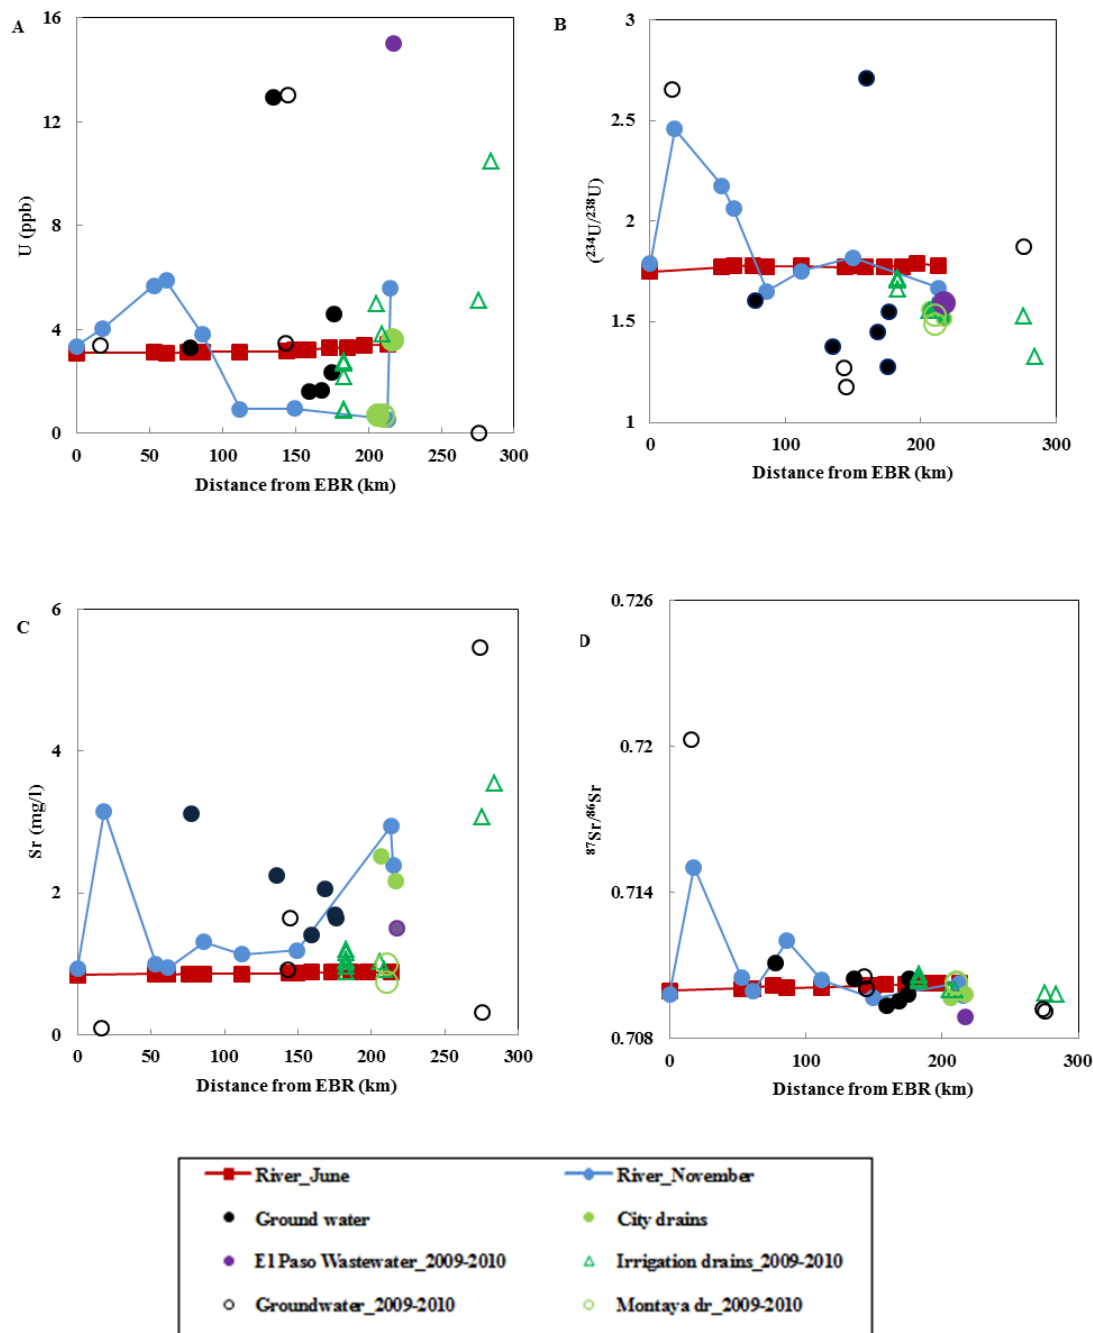 A
16
12
8
4
0
U (ppb)
0 50 100 150 200 250 300
Distance from EBR (km)
B
3
2.5
2
1.5
1
(²³⁴U/²³⁸U)
0 100 200 300
Distance from EBR (km)
C
6
4
2
0
Sr (mg/l)
0 50 100 150 200 250 300
Distance from EBR (km)
D
0.726
0.72
0.714
0.708
⁸⁷Sr/⁸⁶Sr
0 100 200 300
Distance from EBR (km)
River_June River_November
Ground water City drains
El Paso Wastewater_2009-2010 Irrigation drains_2009-2010
Groundwater_2009-2010 Montaya dr_2009-2010